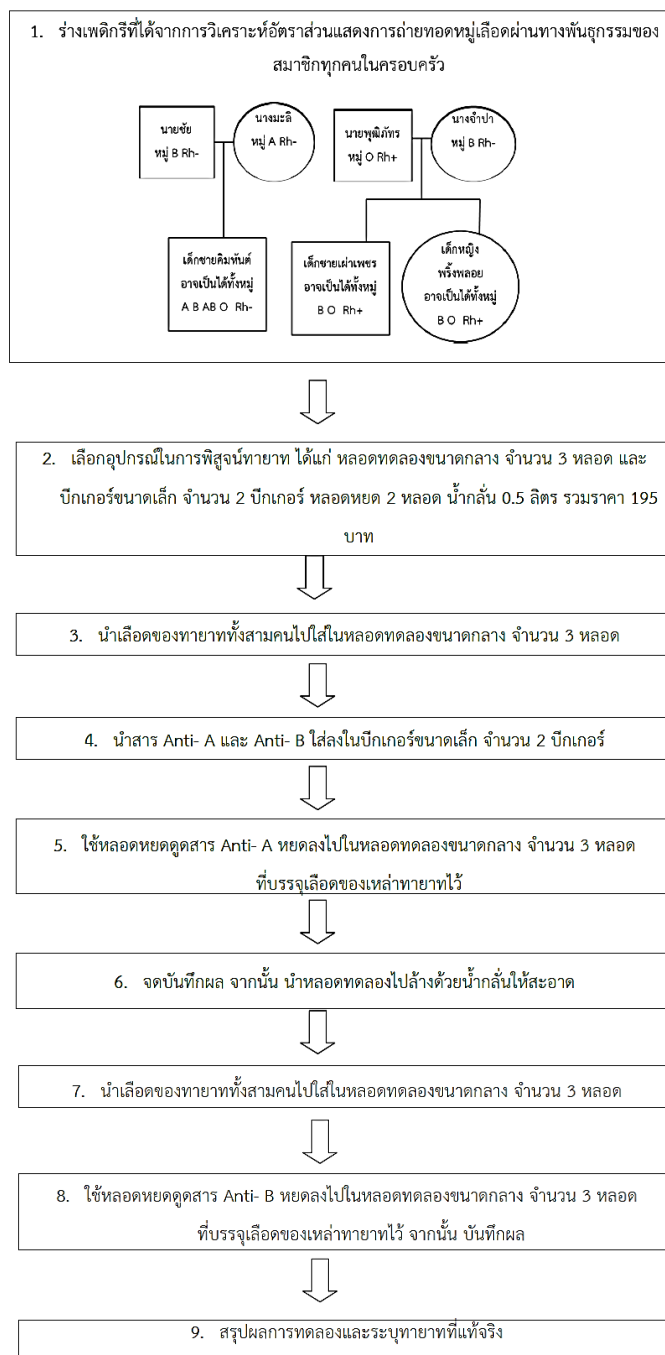 1. ร่างเพดิกรีที่ได้จากการวิเคราะห์อัตราส่วนแสดงการถ่ายทอดหมู่เลือดผ่านทางพันธุกรรมของ
สมาชิกทุกคนในครอบครัว
นายชัย
หมู่ B Rh-
นางมะลิ
หมู่ A Rh-
นายพุฒิภัทร
หมู่ O Rh+
นางจำปา
หมู่ B Rh-
เด็กชายคิมหันต์
อาจเป็นได้ทั้งหมู่
A B AB O Rh-
เด็กชายเผ่าเพชร
อาจเป็นได้ทั้งหมู่
B O Rh+
เด็กหญิง
พริ้งพลอย
อาจเป็นได้ทั้งหมู่
B O Rh+
2. เลือกอุปกรณ์ในการพิสูจน์ทายาท ได้แก่ หลอดทดลองขนาดกลาง จำนวน 3 หลอด และ
บีกเกอร์ขนาดเล็ก จำนวน 2 บีกเกอร์ หลอดหยด 2 หลอด น้ำกลั่น 0.5 ลิตร รวมราคา 195
บาท
3. นำเลือดของทายาททั้งสามคนไปใส่ในหลอดทดลองขนาดกลาง จำนวน 3 หลอด
4. นำสาร Anti- A และ Anti- B ใส่ลงในบีกเกอร์ขนาดเล็ก จำนวน 2 บีกเกอร์
5. ใช้หลอดหยดดูดสาร Anti- A หยดลงไปในหลอดทดลองขนาดกลาง จำนวน 3 หลอด
ที่บรรจุเลือดของเหล่าทายาทไว้
6. จดบันทึกผล จากนั้น นำหลอดทดลองไปล้างด้วยน้ำกลั่นให้สะอาด
7. นำเลือดของทายาททั้งสามคนไปใส่ในหลอดทดลองขนาดกลาง จำนวน 3 หลอด
8. ใช้หลอดหยดดูดสาร Anti- B หยดลงไปในหลอดทดลองขนาดกลาง จำนวน 3 หลอด
ที่บรรจุเลือดของเหล่าทายาทไว้ จากนั้น บันทึกผล
9. สรุปผลการทดลองและระบุทายาทที่แท้จริง